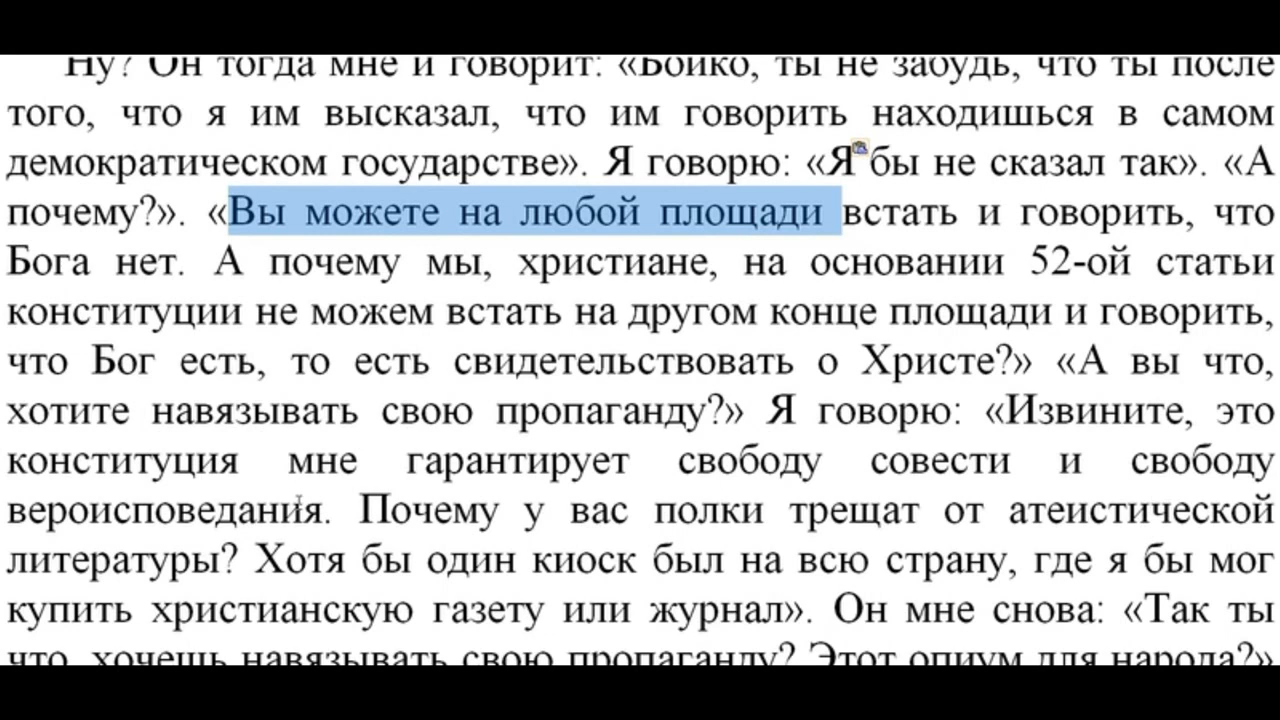 Ну? Он тогда мне и говорит: «Бойко, ты не забудь, что ты после
того, что я им высказал, что им говорить находишься в самом
демократическом государстве». Я говорю: «Я бы не сказал так». «А
почему?». «Вы можете на любой площади встать и говорить, что
Бога нет. А почему мы, христиане, на основании 52-ой статьи
конституции не можем встать на другом конце площади и говорить,
что Бог есть, то есть свидетельствовать о Христе?» «А вы что,
хотите навязывать свою пропаганду?» Я говорю: «Извините, это
конституция мне гарантирует свободу совести и свободу
вероисповедания. Почему у вас полки трещат от атеистической
литературы? Хотя бы один киоск был на всю страну, где я бы мог
купить христианскую газету или журнал». Он мне снова: «Так ты
что, хочешь навязывать свою пропаганду? Этот опиум для народа?»